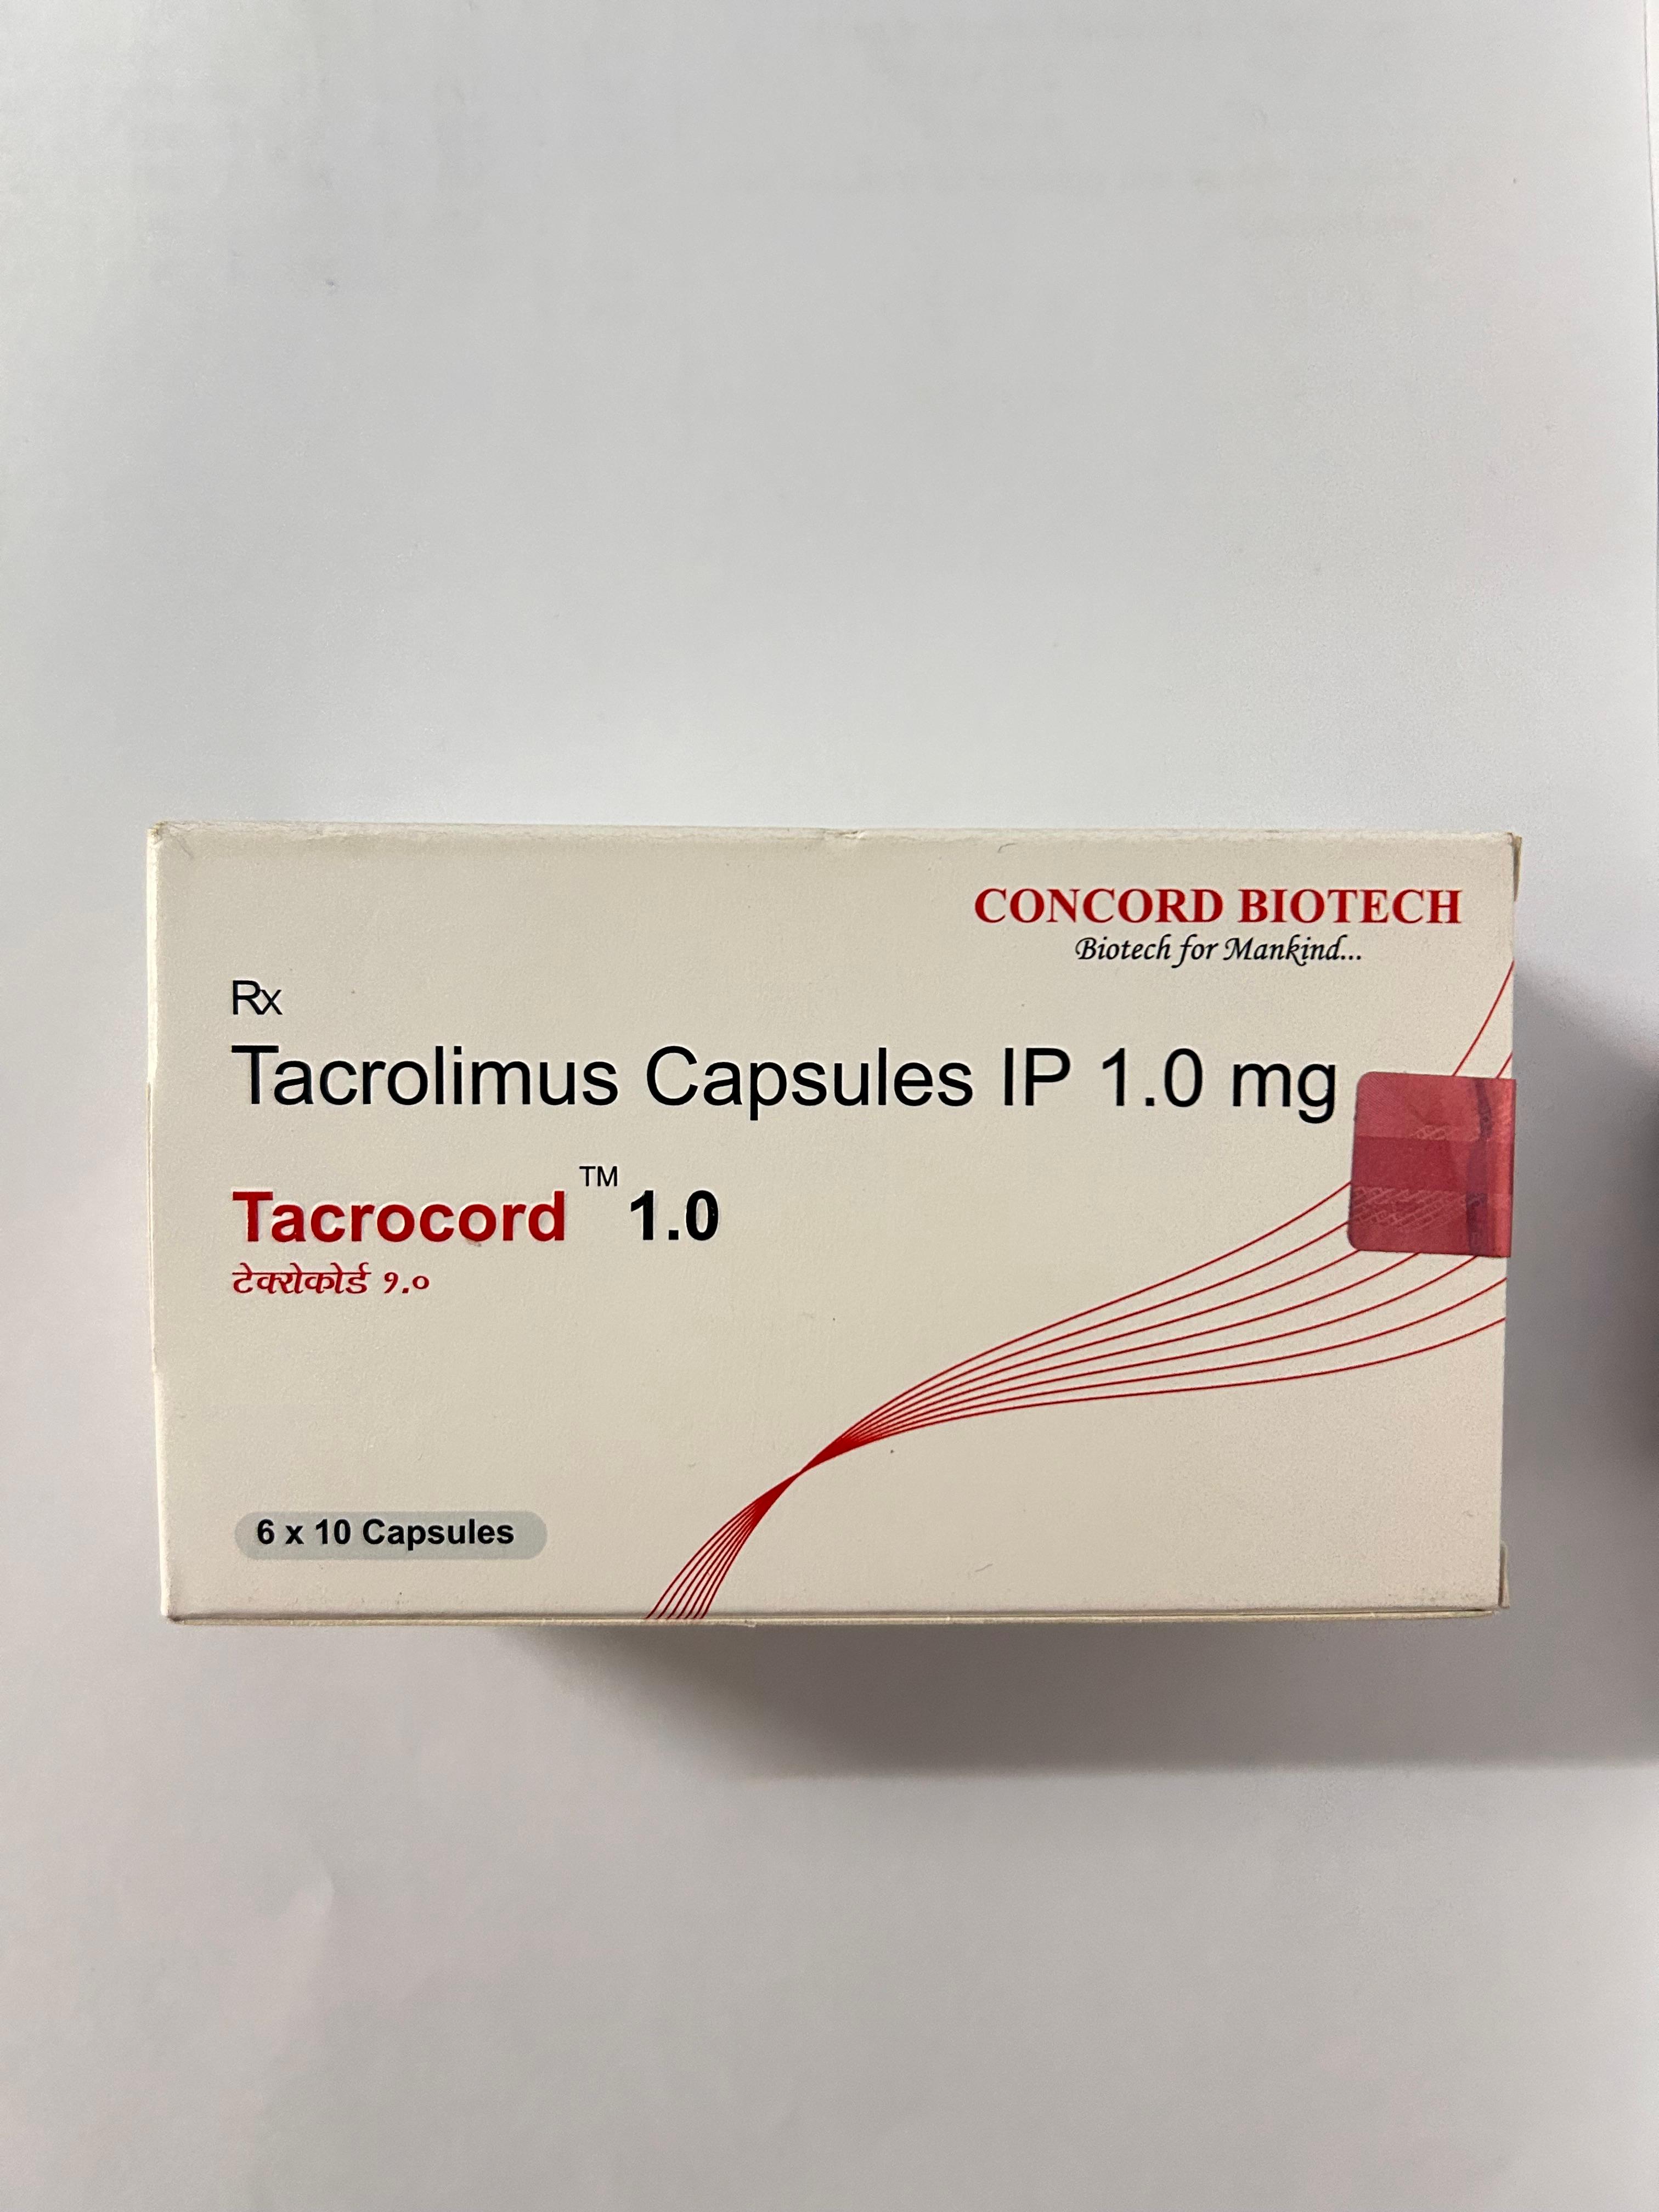 CONCORD BIOTECH
Biotech for Mankind...
Rx
Tacrolimus Capsules IP 1.0 mg
Tacrocord™ 1.0
टेक्रोकोर्ड १.०
6 x 10 Capsules